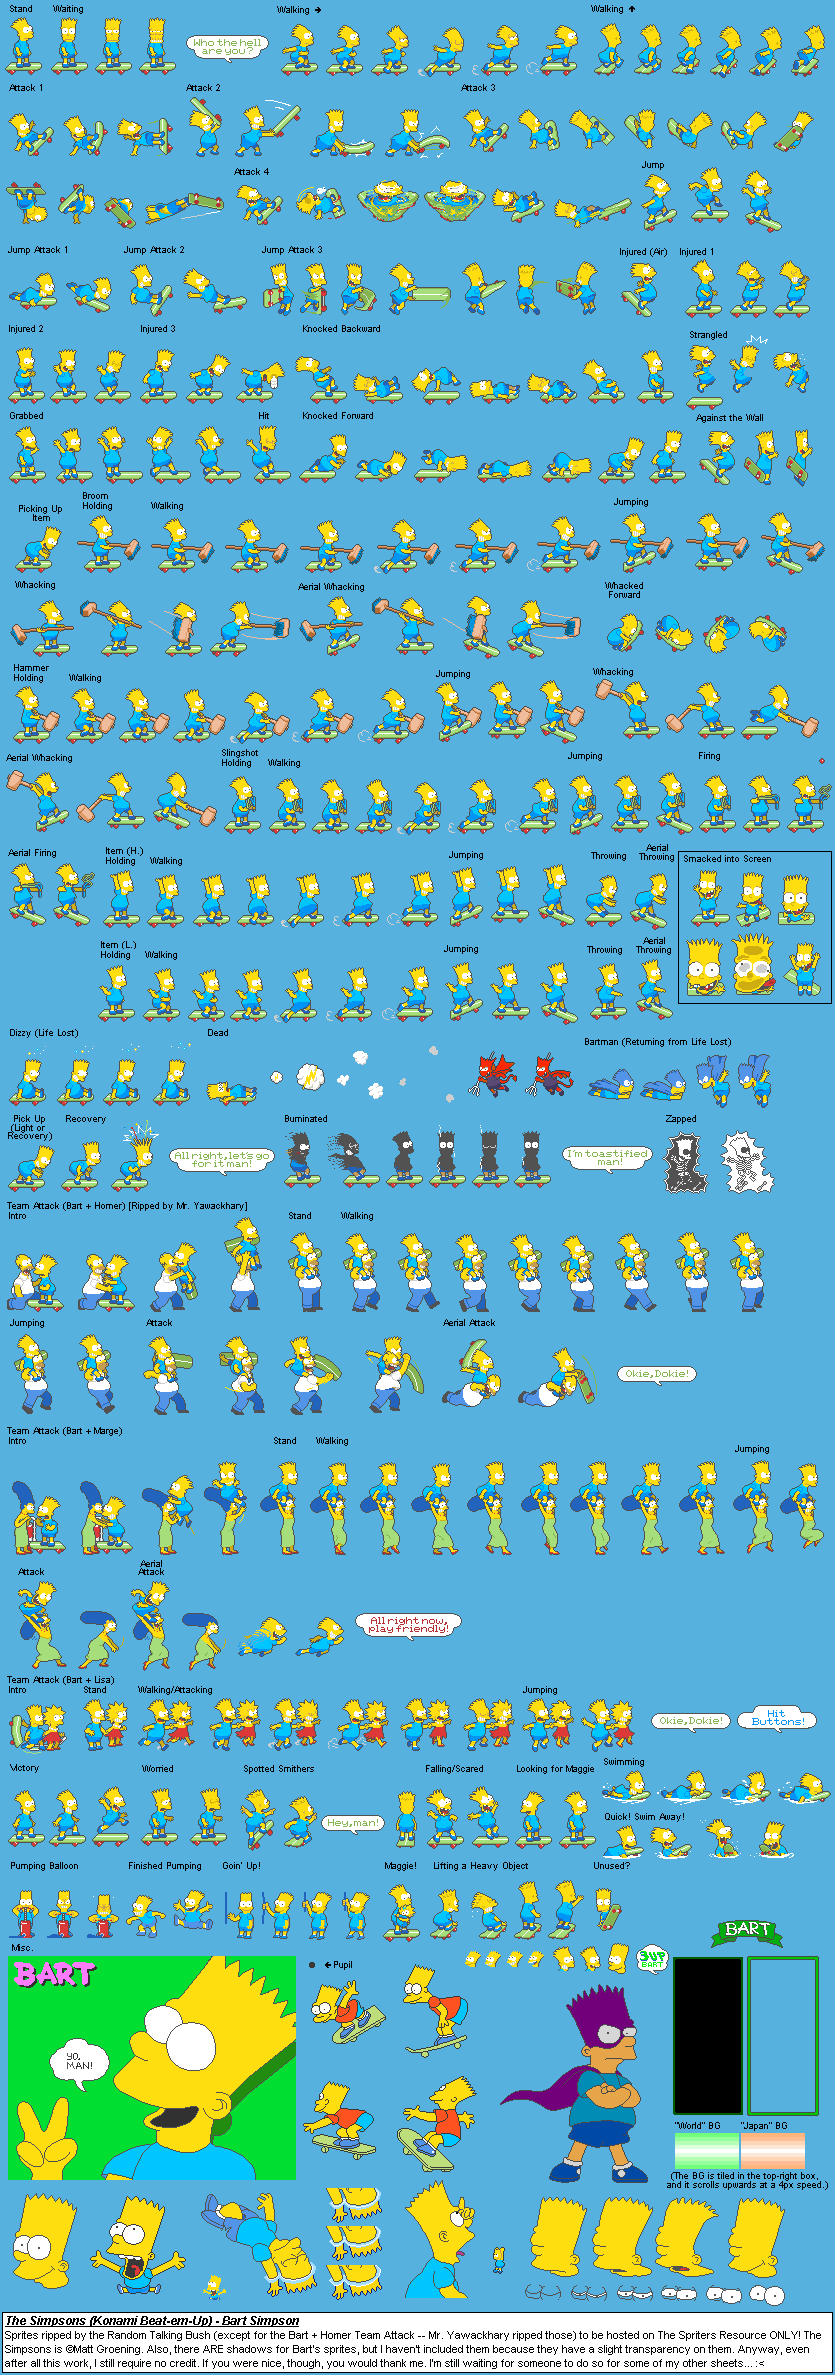 Stand Waiting Walking → Walking ↑
Who the hell
are you?
Attack 1 Attack 2 Attack 3
Attack 4 Jump
Jump Attack 1 Jump Attack 2 Jump Attack 3 Injured (Air) Injured 1
Injured 2 Injured 3 Knocked Backward Strangled
Grabbed Hit Knocked Forward Against the Wall
Picking Up
Item
Broom
Holding
Walking Jumping
Whacking Aerial Whacking Whacked
Forward
Hammer
Holding
Walking Jumping Whacking
Aerial Whacking Slingshot
Holding
Walking Jumping Firing
Aerial Firing Item (H.)
Holding
Walking Jumping Throwing Aerial
Throwing
Smacked into Screen
Item (L.)
Holding
Walking Jumping Throwing Aerial
Throwing
Dizzy (Life Lost) Dead Bartman (Returning from Life Lost)
Pick Up
(Light or
Recovery)
Recovery Buminated Zapped
All right, let's go
for it man!
I'm toastified
man!
Team Attack (Bart + Homer) [Ripped by Mr. Yawackhary]
Intro Stand Walking
Jumping Attack Aerial Attack
Okie, Dokie!
Team Attack (Bart + Marge)
Intro Stand Walking Jumping
Attack Aerial
Attack
All right now,
play friendly!
Team Attack (Bart + Lisa)
Intro Stand Walking/Attacking Jumping
Okie, Dokie!
Hit
Buttons!
Victory Worried Spotted Smithers Falling/Scared Looking for Maggie Swimming
Hey, man!
Quick! Swim Away!
Pumping Balloon Finished Pumping Goin' Up! Maggie! Lifting a Heavy Object Unused?
BART
Misc.
BART
← Pupil
3UP
BART
YO,
MAN!
"World" BG "Japan" BG
(The BG is tiled in the top-right box,
and it scrolls upwards at a 4px speed.)
The Simpsons (Konami Beat-em-Up) - Bart Simpson
Sprites ripped by the Random Talking Bush (except for the Bart + Homer Team Attack -- Mr. Yawackhary ripped those) to be hosted on The Spriters Resource ONLY! The
Simpsons is ©Matt Groening. Also, there ARE shadows for Bart's sprites, but I haven't included them because they have a slight transparency on them. Anyway, even
after all this work, I still require no credit. If you were nice, though, you would thank me. I'm still waiting for someone to do so for some of my other sheets... :<